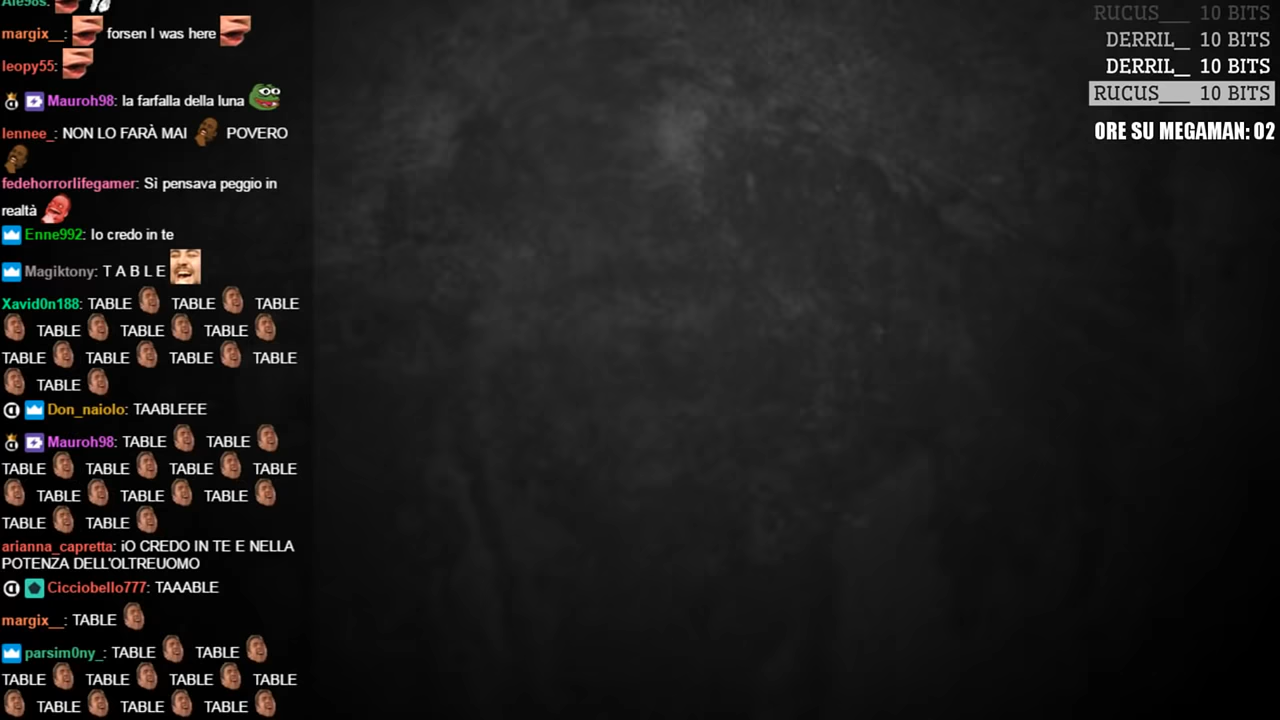 Ale98s:
margix__: forsen I was here
leopy55:
Mauroh98: la farfalla della luna
lennee_: NON LO FARÀ MAI POVERO
fedehorrorlifegamer: Sì pensava peggio in
realtà
Enne992: Io credo in te
Magiktony: T A B L E
Xavid0n188: TABLE TABLE TABLE
TABLE TABLE TABLE
TABLE TABLE TABLE TABLE
TABLE
Don_naiolo: TAABLEEE
Mauroh98: TABLE TABLE
TABLE TABLE TABLE TABLE
TABLE TABLE TABLE
TABLE TABLE
arianna_capretta: iO CREDO IN TE E NELLA
POTENZA DELL'OLTREUOMO
Cicciobello777: TAAABLE
margix__: TABLE
parsim0ny_: TABLE TABLE
TABLE TABLE TABLE TABLE
TABLE TABLE TABLE
RUCUS___ 10 BITS
DERRIL_ 10 BITS
DERRIL_ 10 BITS
RUCUS___ 10 BITS
ORE SU MEGAMAN: 02